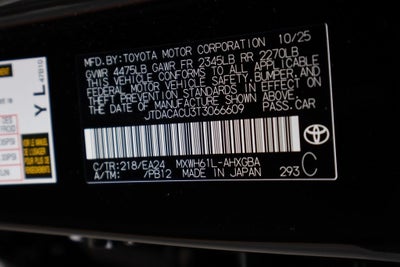 MFD.BY:TOYOTA MOTOR CORPORATION 10/25
GVWR 4475LB GAWR FR 2345LB RR 2270LB
THIS VEHICLE CONFORMS TO ALL APPLICABLE
FEDERAL MOTOR VEHICLE SAFETY, BUMPER, AND
THEFT PREVENTION STANDARDS IN EFFECT ON
THE DATE OF MANUFACTURE SHOWN ABOVE.
JTDACACU3T3066609 PASS.CAR
C/TR:218/EA24 MXWH61L-AHXGBA
A/TM: /PB12 MADE IN JAPAN 293 C
YL
47010